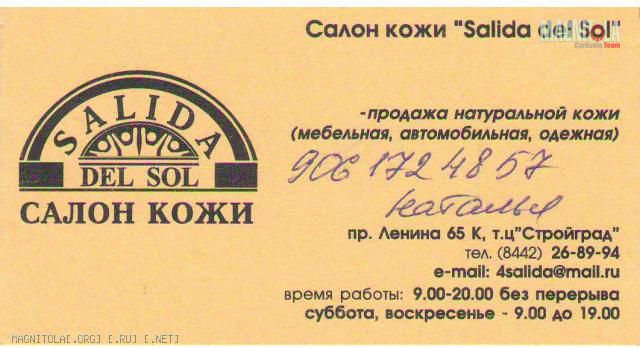 Салон кожи "Salida del Sol"
CarAudio Team
SALIDA
DEL SOL
САЛОН КОЖИ
-продажа натуральной кожи
(мебельная, автомобильная, одежная)
906 172 48 57
Наталья
пр. Ленина 65 К, т.ц"Стройград"
тел. (8442) 26-89-94
e-mail: 4salida@mail.ru
время работы: 9.00-20.00 без перерыва
суббота, воскресенье - 9.00 до 19.00
MAGNITOLA[.ORG] [.RU] [.NET]